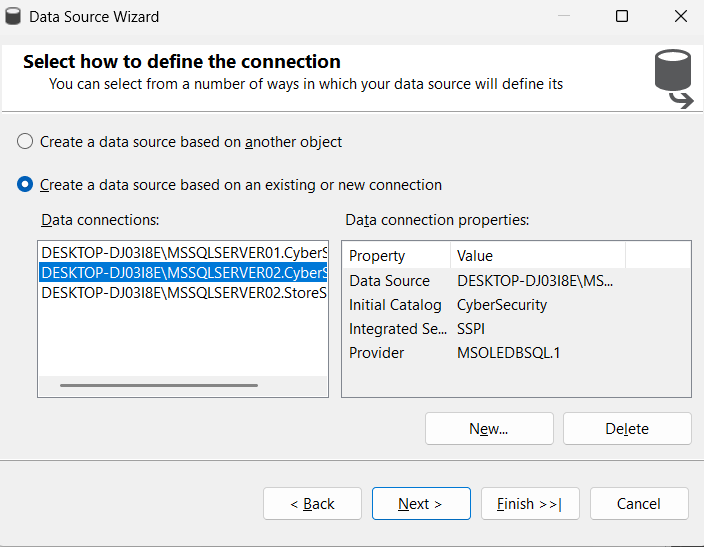 Data Source Wizard
Select how to define the connection
You can select from a number of ways in which your data source will define its
Create a data source based on another object
Create a data source based on an existing or new connection
Data connections:
Data connection properties:
DESKTOP-DJ03I8E\MSSQLSERVER01.CyberS
DESKTOP-DJ03I8E\MSSQLSERVER02.CyberS
DESKTOP-DJ03I8E\MSSQLSERVER02.StoreS
Property Value
Data Source DESKTOP-DJ03I8E\MS...
Initial Catalog CyberSecurity
Integrated Se... SSPI
Provider MSOLEDBSQL.1
New... Delete
< Back Next > Finish >>| Cancel